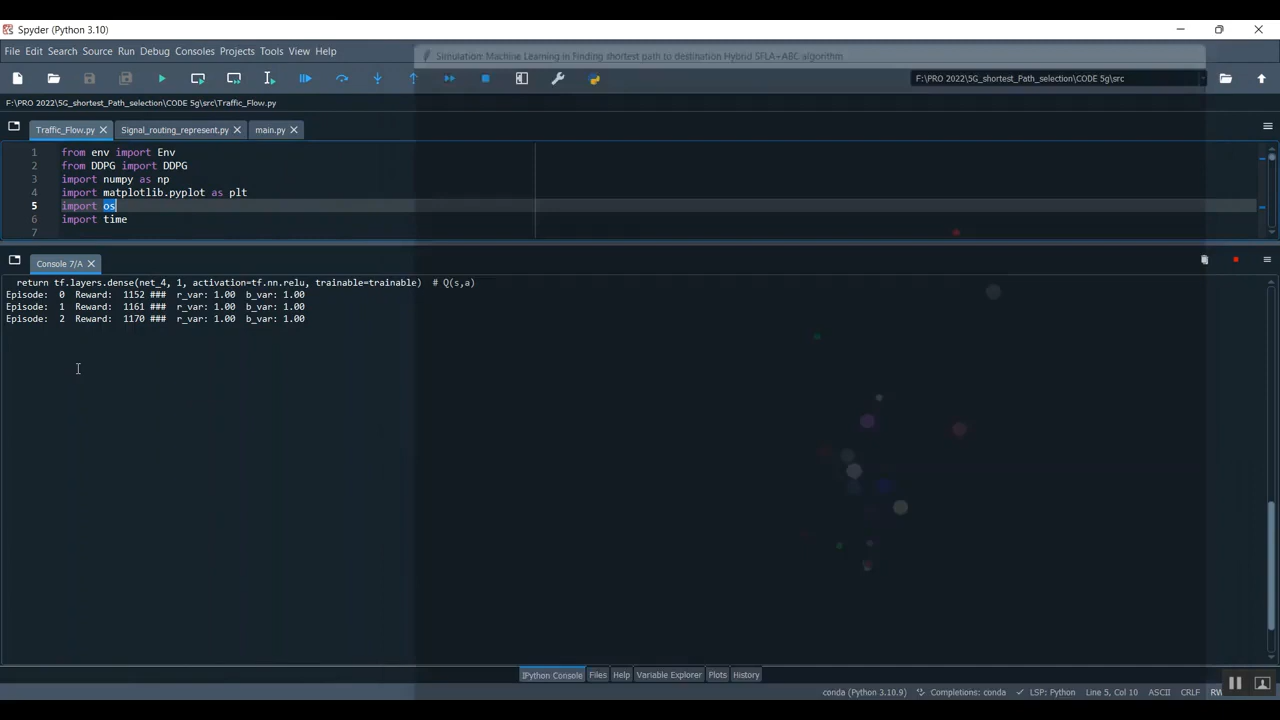 Spyder (Python 3.10)
File Edit Search Source Run Debug Consoles Projects Tools View Help
Simulation: Machine Learning in Finding shortest path to destination Hybrid SFLA+ABC algorithm
F:\PRO 2022\5G_shortest_Path_selection\CODE 5g\src
F:\PRO 2022\5G_shortest_Path_selection\CODE 5g\src\Traffic_Flow.py
Traffic_Flow.py Signal_routing_represent.py main.py
1 from env import Env
2 from DDPG import DDPG
3 import numpy as np
4 import matplotlib.pyplot as plt
5 import os
6 import time
7
Console 7/A
return tf.layers.dense(net_4, 1, activation=tf.nn.relu, trainable=trainable)  # Q(s,a)
Episode:  0  Reward:  1152 ###  r_var: 1.00  b_var: 1.00
Episode:  1  Reward:  1161 ###  r_var: 1.00  b_var: 1.00
Episode:  2  Reward:  1170 ###  r_var: 1.00  b_var: 1.00
IPython Console Files Help Variable Explorer Plots History
conda (Python 3.10.9) Completions: conda LSP: Python Line 5, Col 10 ASCII CRLF RW